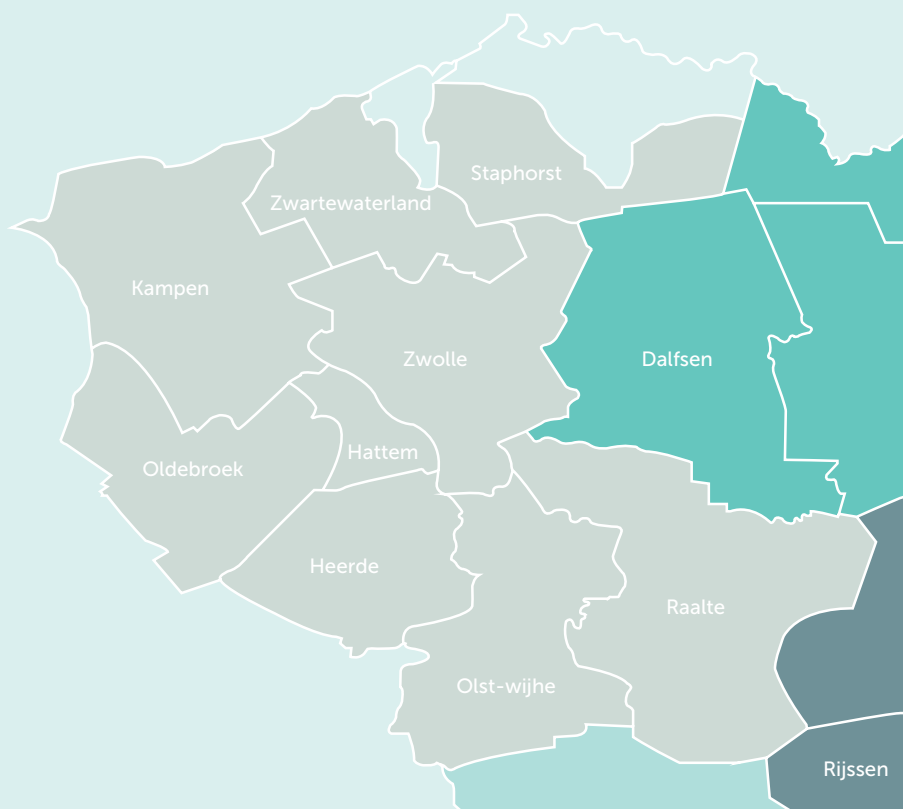 Staphorst
Zwartewaterland
Kampen
Zwolle
Dalfsen
Hattem
Oldebroek
Heerde
Raalte
Olst-wijhe
Rijssen